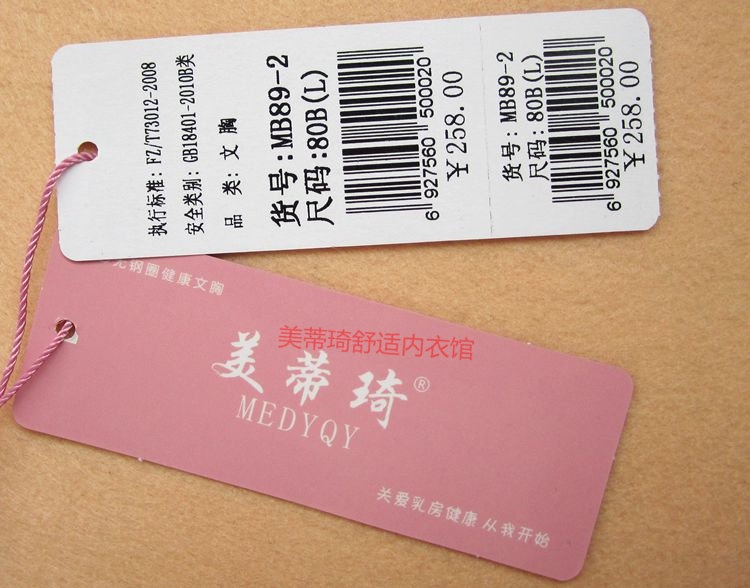 执行标准: FZ/T73012-2008
安全类别: GB18401-2010B类
品 类: 文 胸
货号: MB89-2
尺码: 80B(L)
6 927560 500020
￥258.00
货号: MB89-2
尺码: 80B(L)
6 927560 500020
￥258.00
无钢圈健康文胸
美蒂琦舒适内衣馆
美蒂琦®
MEDYQY
关爱乳房健康 从我开始